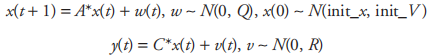 x(t + 1) = A*x(t) + w(t), w ~ N(0, Q), x(0) ~ N(init_x, init_V)
y(t) = C*x(t) + v(t), v ~ N(0, R)